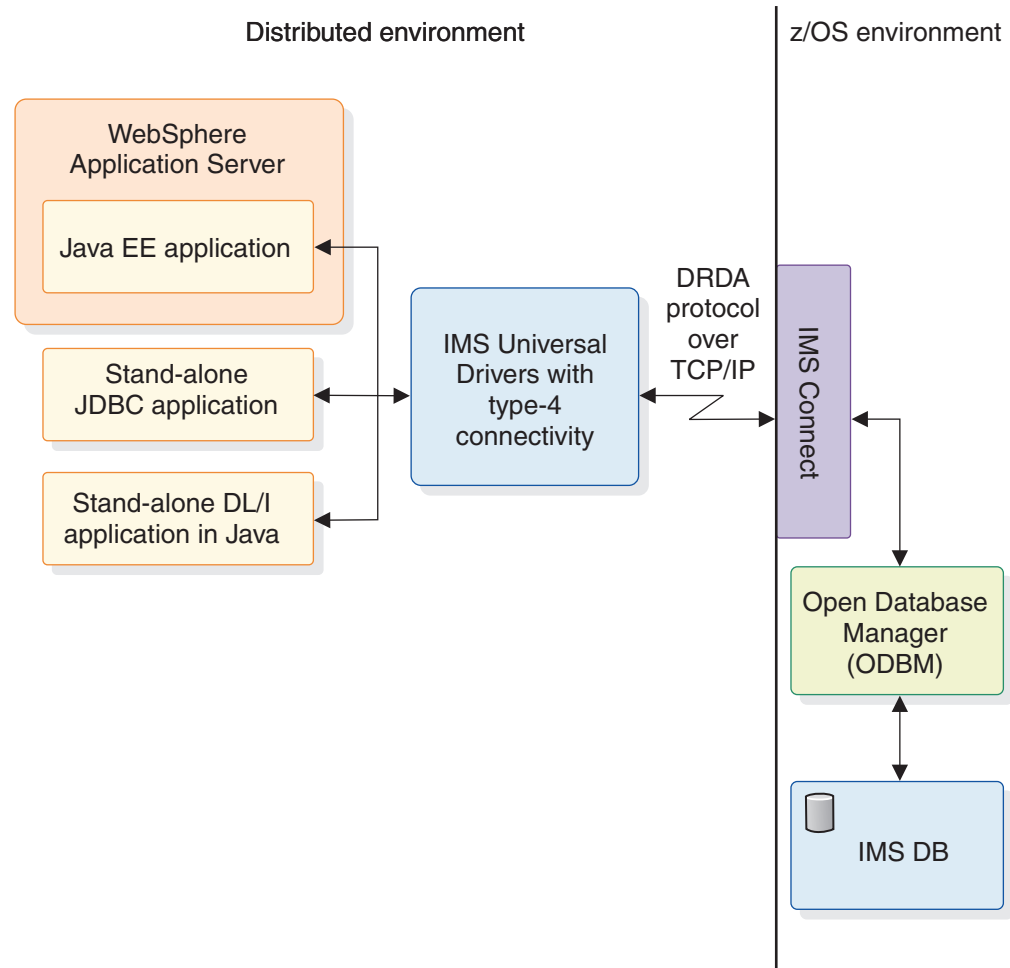 Distributed environment
z/OS environment
WebSphere
Application Server
Java EE application
Stand-alone
JDBC application
Stand-alone DL/I
application in Java
IMS Universal
Drivers with
type-4
connectivity
DRDA
protocol
over
TCP/IP
IMS Connect
Open Database
Manager
(ODBM)
IMS DB